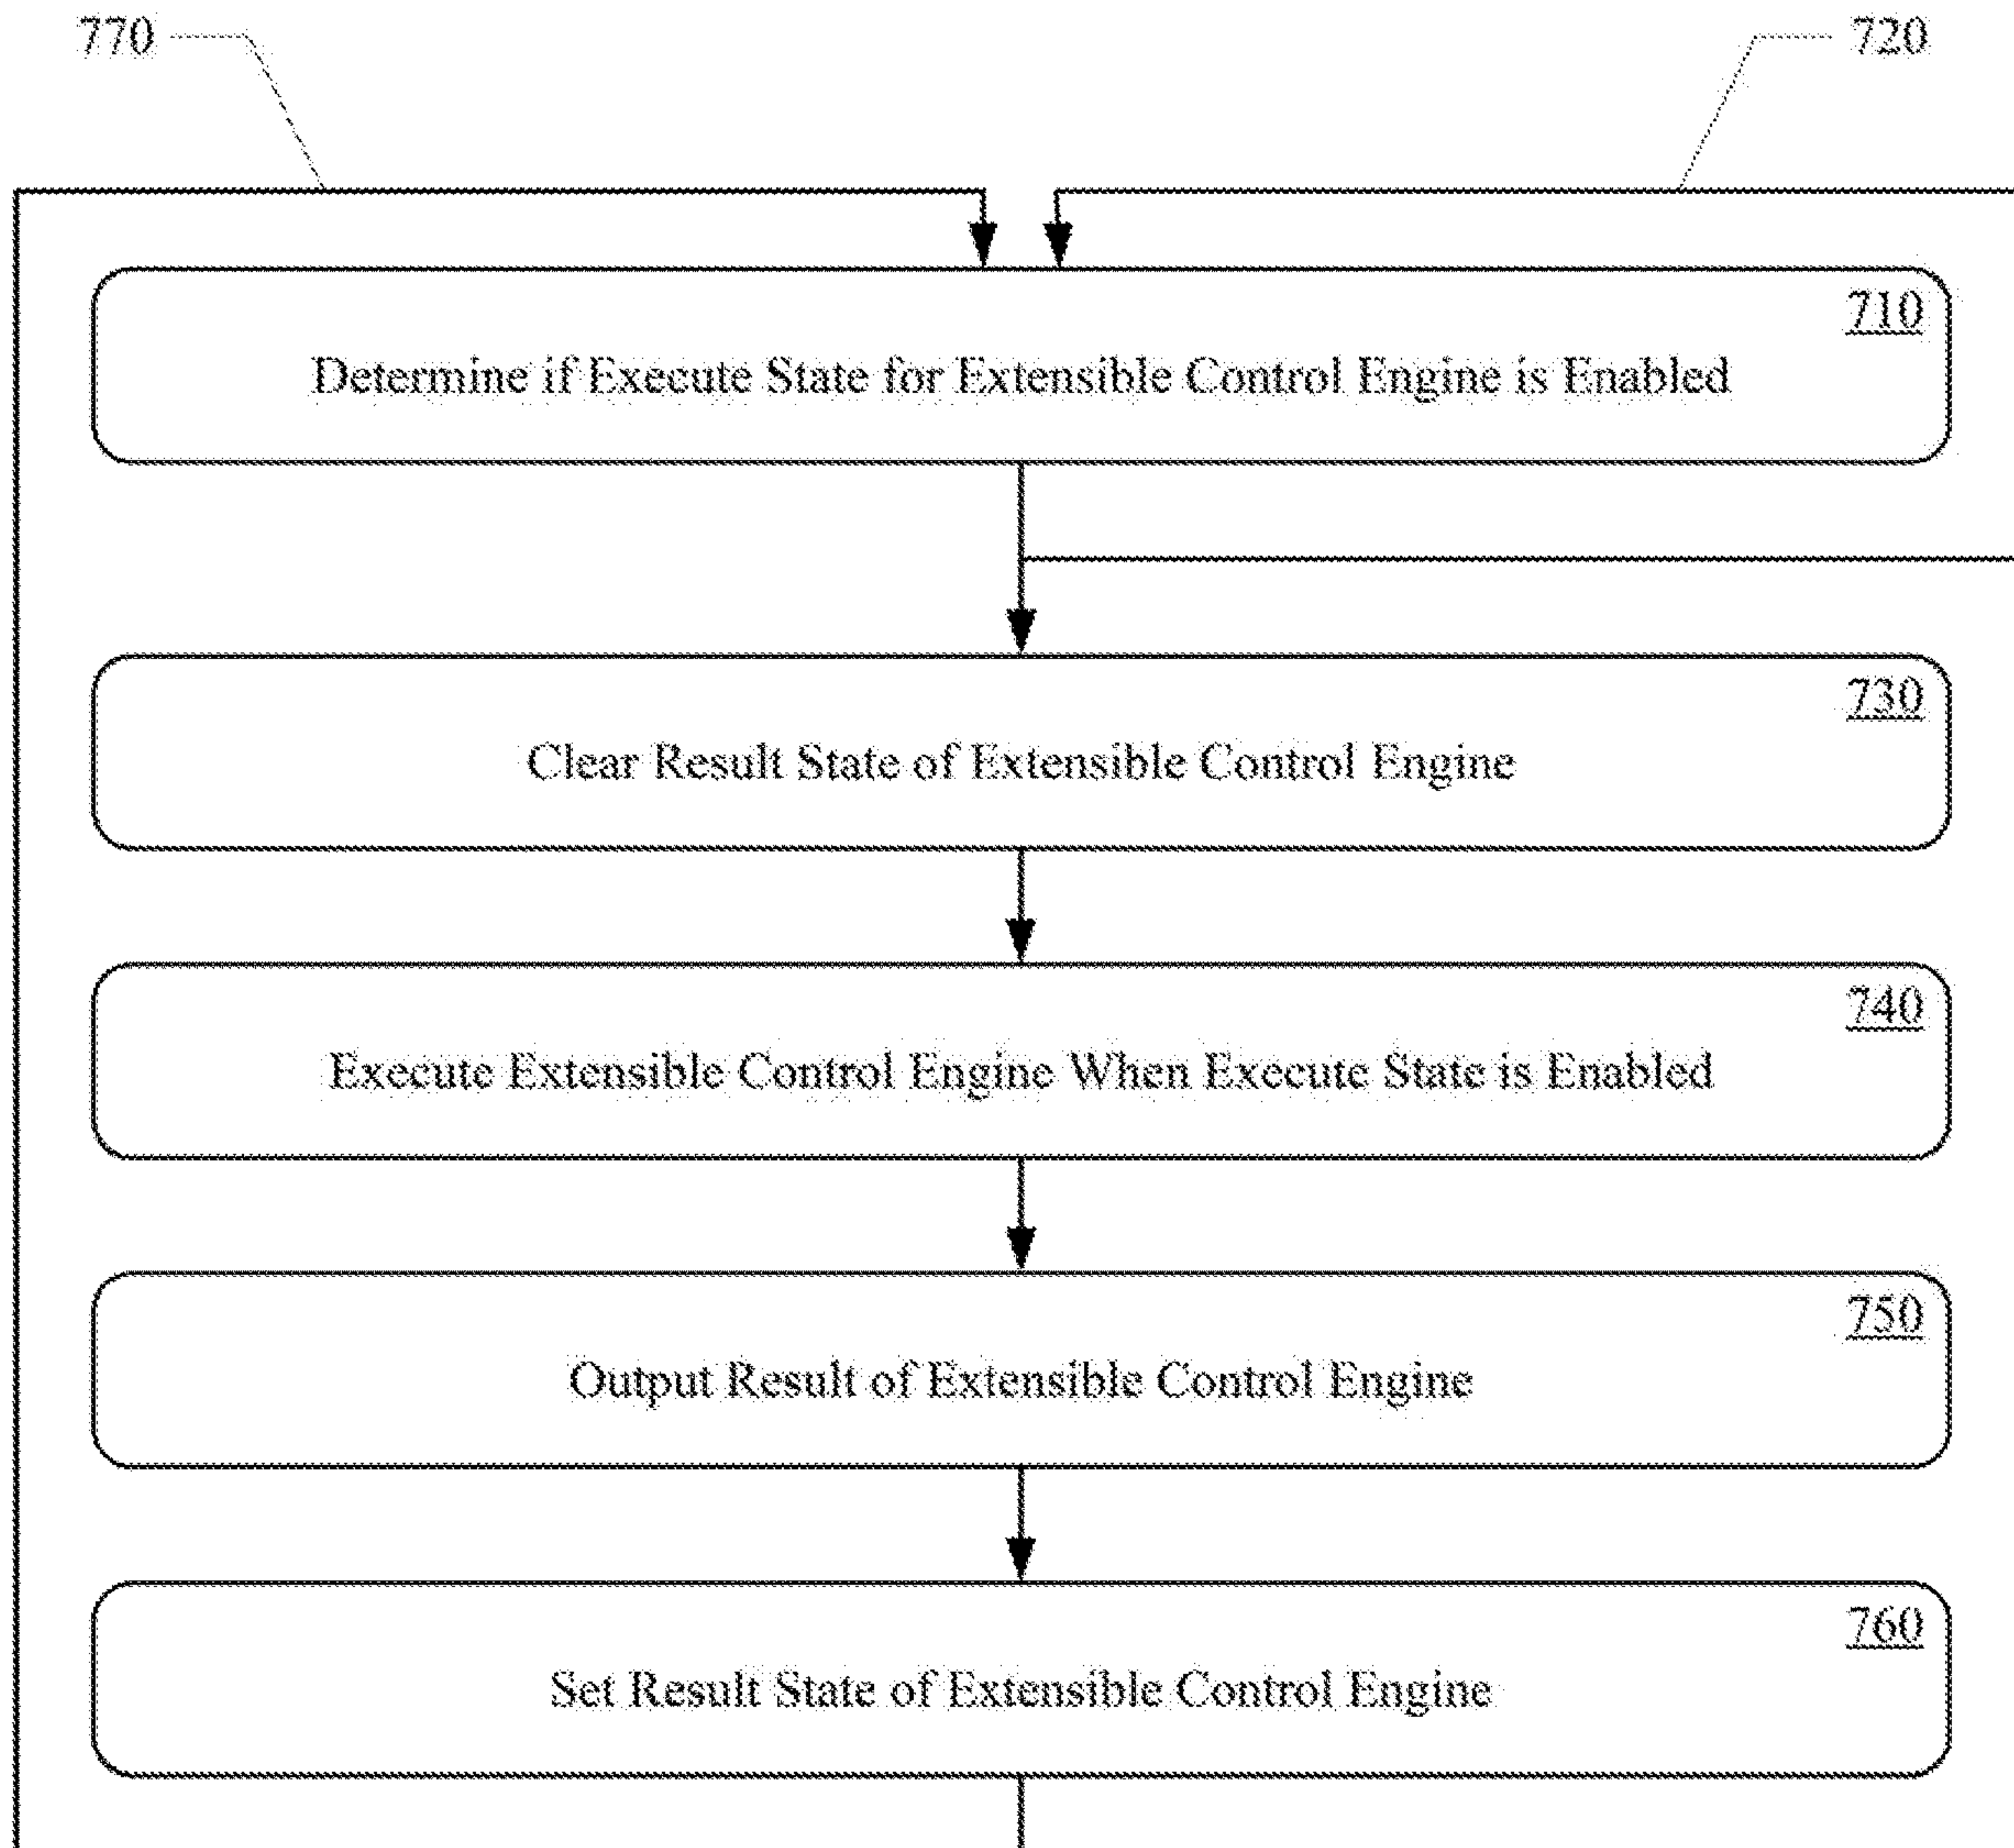 770
720
710
Determine if Execute State for Extensible Control Engine is Enabled
730
Clear Result State of Extensible Control Engine
740
Execute Extensible Control Engine When Execute State is Enabled
750
Output Result of Extensible Control Engine
760
Set Result State of Extensible Control Engine